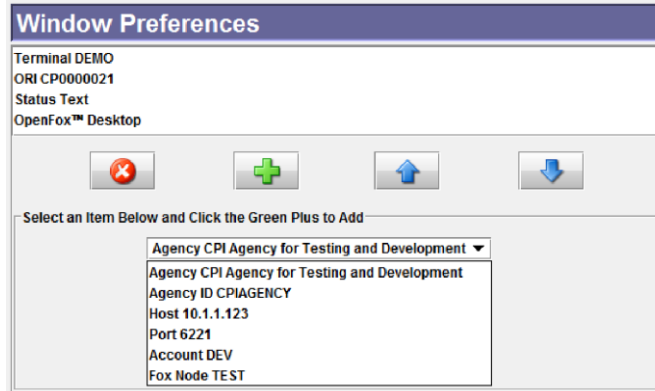 Window Preferences
Terminal DEMO
ORI CP0000021
Status Text
OpenFox™ Desktop
Select an Item Below and Click the Green Plus to Add
Agency CPI Agency for Testing and Development
Agency CPI Agency for Testing and Development
Agency ID CPIAGENCY
Host 10.1.1.123
Port 6221
Account DEV
Fox Node TEST